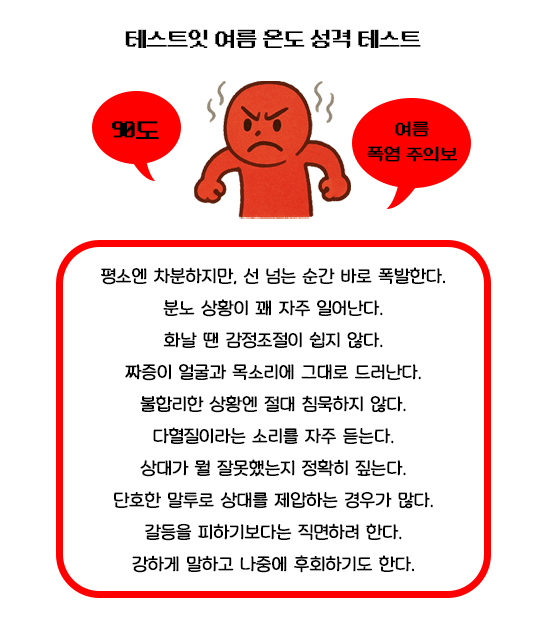 테스트잇 여름 온도 성격 테스트
90도
여름
폭염 주의보
평소엔 차분하지만, 선 넘는 순간 바로 폭발한다.
분노 상황이 꽤 자주 일어난다.
화날 땐 감정조절이 쉽지 않다.
짜증이 얼굴과 목소리에 그대로 드러난다.
불합리한 상황엔 절대 침묵하지 않다.
다혈질이라는 소리를 자주 듣는다.
상대가 뭘 잘못했는지 정확히 짚는다.
단호한 말투로 상대를 제압하는 경우가 많다.
갈등을 피하기보다는 직면하려 한다.
강하게 말하고 나중에 후회하기도 한다.